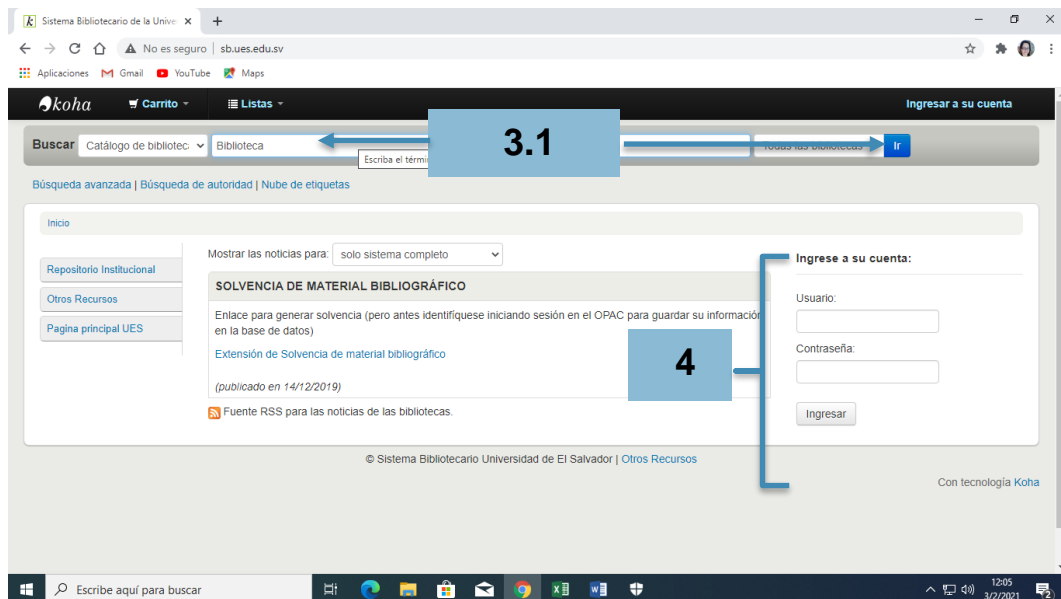 Sistema Bibliotecario de la Unive
No es seguro | sb.ues.edu.sv
Aplicaciones Gmail YouTube Maps
koha Carrito Listas Ingresar a su cuenta
Buscar Catálogo de bibliotec Biblioteca Todas las bibliotecas Ir
Escriba el térmi
3.1
Búsqueda avanzada | Búsqueda de autoridad | Nube de etiquetas
Inicio
Repositorio Institucional
Otros Recursos
Pagina principal UES
Mostrar las noticias para: solo sistema completo
SOLVENCIA DE MATERIAL BIBLIOGRÁFICO
Enlace para generar solvencia (pero antes identifíquese iniciando sesión en el OPAC para guardar su información
en la base de datos)
Extensión de Solvencia de material bibliográfico
(publicado en 14/12/2019)
Fuente RSS para las noticias de las bibliotecas.
4
Ingrese a su cuenta:
Usuario:
Contraseña:
Ingresar
© Sistema Bibliotecario Universidad de El Salvador | Otros Recursos
Con tecnología Koha
Escribe aquí para buscar
12:05
3/2/2021
2